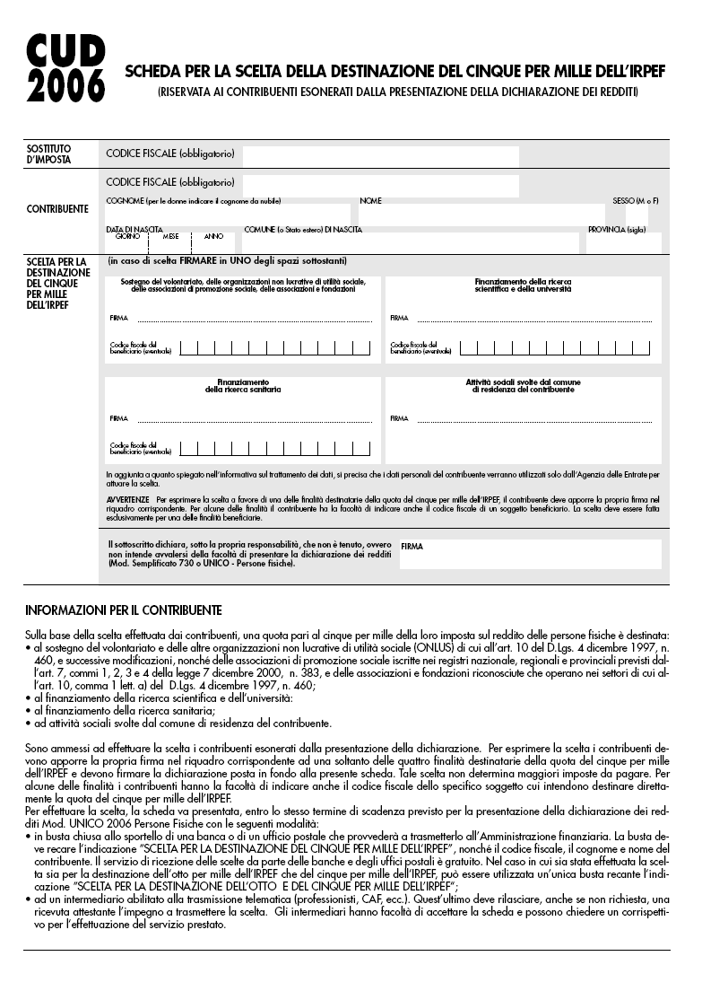 CUD
2006
SCHEDA PER LA SCELTA DELLA DESTINAZIONE DEL CINQUE PER MILLE DELL'IRPEF
(RISERVATA AI CONTRIBUENTI ESONERATI DALLA PRESENTAZIONE DELLA DICHIARAZIONE DEI REDDITI)
SOSTITUTO
D'IMPOSTA
CODICE FISCALE (obbligatorio)
CONTRIBUENTE
CODICE FISCALE (obbligatorio)
COGNOME (per le donne indicare il cognome da nubile) NOME SESSO (M o F)
DATA DI NASCITA COMUNE (o Stato estero) DI NASCITA PROVINCIA (sigla)
GIORNO MESE ANNO
SCELTA PER LA
DESTINAZIONE
DEL CINQUE
PER MILLE
DELL'IRPEF
(in caso di scelta FIRMARE in UNO degli spazi sottostanti)
Sostegno del volontariato, delle organizzazioni non lucrative di utilità sociale,
delle associazioni di promozione sociale, delle associazioni e fondazioni
FIRMA
Codice fiscale del
beneficiario (eventuale)
Finanziamento della ricerca
scientifica e della università
FIRMA
Codice fiscale del
beneficiario (eventuale)
Finanziamento
della ricerca sanitaria
FIRMA
Codice fiscale del
beneficiario (eventuale)
Attività sociali svolte dal comune
di residenza del contribuente
FIRMA
In aggiunta a quanto spiegato nell'informativa sul trattamento dei dati, si precisa che i dati personali del contribuente verranno utilizzati solo dall'Agenzia delle Entrate per
attuare la scelta.
AVVERTENZE Per esprimere la scelta a favore di una delle finalità destinatarie della quota del cinque per mille dell'IRPEF, il contribuente deve apporre la propria firma nel
riquadro corrispondente. Per alcune delle finalità il contribuente ha la facoltà di indicare anche il codice fiscale di un soggetto beneficiario. La scelta deve essere fatta
esclusivamente per una delle finalità beneficiarie.
Il sottoscritto dichiara, sotto la propria responsabilità, che non è tenuto, ovvero
non intende avvalersi della facoltà di presentare la dichiarazione dei redditi
(Mod. Semplificato 730 o UNICO - Persone fisiche).
FIRMA
INFORMAZIONI PER IL CONTRIBUENTE
Sulla base della scelta effettuata dai contribuenti, una quota pari al cinque per mille della loro imposta sul reddito delle persone fisiche è destinata:
• al sostegno del volontariato e delle altre organizzazioni non lucrative di utilità sociale (ONLUS) di cui all'art. 10 del D.Lgs. 4 dicembre 1997, n.
460, e successive modificazioni, nonché delle associazioni di promozione sociale iscritte nei registri nazionale, regionali e provinciali previsti dal-
l'art. 7, commi 1, 2, 3 e 4 della legge 7 dicembre 2000, n. 383, e delle associazioni e fondazioni riconosciute che operano nei settori di cui al-
l'art. 10, comma 1 lett. a) del D.Lgs. 4 dicembre 1997, n. 460;
• al finanziamento della ricerca scientifica e dell'università:
• al finanziamento della ricerca sanitaria;
• ad attività sociali svolte dal comune di residenza del contribuente.
Sono ammessi ad effettuare la scelta i contribuenti esonerati dalla presentazione della dichiarazione. Per esprimere la scelta i contribuenti de-
vono apporre la propria firma nel riquadro corrispondente ad una soltanto delle quattro finalità destinatarie della quota del cinque per mille
dell'IRPEF e devono firmare la dichiarazione posta in fondo alla presente scheda. Tale scelta non determina maggiori imposte da pagare. Per
alcune delle finalità i contribuenti hanno la facoltà di indicare anche il codice fiscale dello specifico soggetto cui intendono destinare diretta-
mente la quota del cinque per mille dell'IRPEF.
Per effettuare la scelta, la scheda va presentata, entro lo stesso termine di scadenza previsto per la presentazione della dichiarazione dei red-
diti Mod. UNICO 2006 Persone Fisiche con le seguenti modalità:
• in busta chiusa allo sportello di una banca o di un ufficio postale che provvederà a trasmetterlo all'Amministrazione finanziaria. La busta de-
ve recare l'indicazione "SCELTA PER LA DESTINAZIONE DEL CINQUE PER MILLE DELL'IRPEF", nonché il codice fiscale, il cognome e nome del
contribuente. Il servizio di ricezione delle scelte da parte delle banche e degli uffici postali è gratuito. Nel caso in cui sia stata effettuata la scel-
ta sia per la destinazione dell'otto per mille dell'IRPEF che del cinque per mille dell'IRPEF, può essere utilizzata un'unica busta recante l'indi-
cazione "SCELTA PER LA DESTINAZIONE DELL'OTTO E DEL CINQUE PER MILLE DELL'IRPEF";
• ad un intermediario abilitato alla trasmissione telematica (professionisti, CAF, ecc.). Quest'ultimo deve rilasciare, anche se non richiesta, una
ricevuta attestante l'impegno a trasmettere la scelta. Gli intermediari hanno facoltà di accettare la scheda e possono chiedere un corrispetti-
vo per l'effettuazione del servizio prestato.